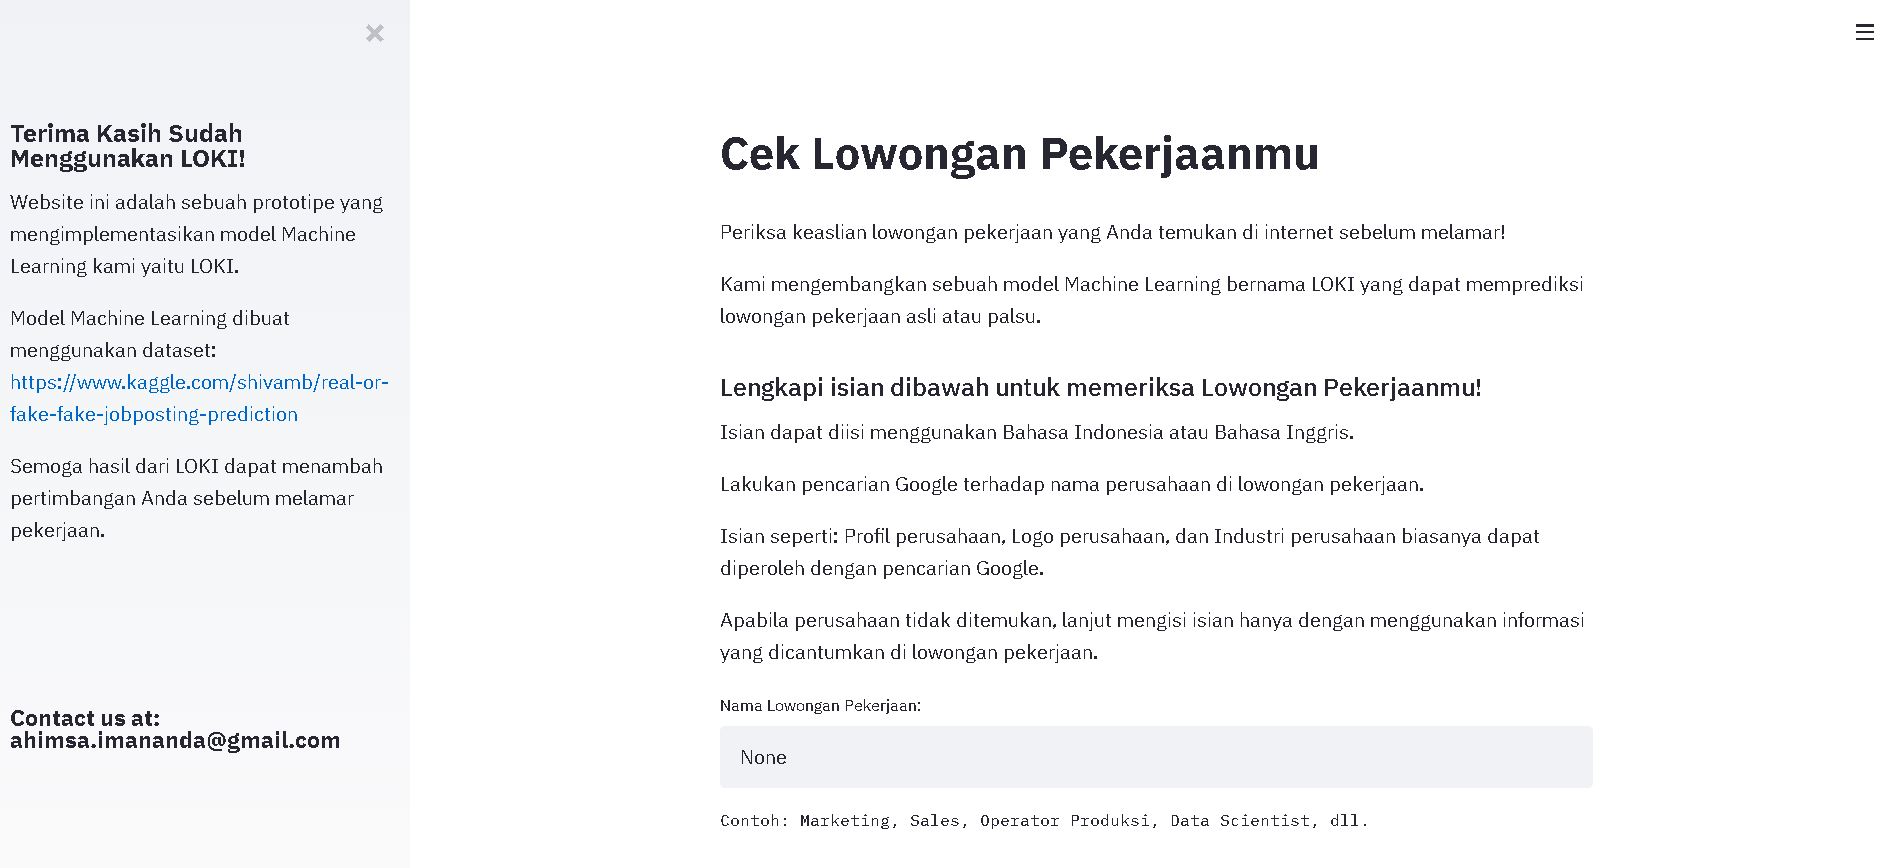 Terima Kasih Sudah
Menggunakan LOKI!
Website ini adalah sebuah prototipe yang
mengimplementasikan model Machine
Learning kami yaitu LOKI.
Model Machine Learning dibuat
menggunakan dataset:
https://www.kaggle.com/shivamb/real-or-
fake-fake-jobposting-prediction
Semoga hasil dari LOKI dapat menambah
pertimbangan Anda sebelum melamar
pekerjaan.
Contact us at:
ahimsa.imananda@gmail.com
Cek Lowongan Pekerjaanmu
Periksa keaslian lowongan pekerjaan yang Anda temukan di internet sebelum melamar!
Kami mengembangkan sebuah model Machine Learning bernama LOKI yang dapat memprediksi
lowongan pekerjaan asli atau palsu.
Lengkapi isian dibawah untuk memeriksa Lowongan Pekerjaanmu!
Isian dapat diisi menggunakan Bahasa Indonesia atau Bahasa Inggris.
Lakukan pencarian Google terhadap nama perusahaan di lowongan pekerjaan.
Isian seperti: Profil perusahaan, Logo perusahaan, dan Industri perusahaan biasanya dapat
diperoleh dengan pencarian Google.
Apabila perusahaan tidak ditemukan, lanjut mengisi isian hanya dengan menggunakan informasi
yang dicantumkan di lowongan pekerjaan.
Nama Lowongan Pekerjaan:
None
Contoh: Marketing, Sales, Operator Produksi, Data Scientist, dll.